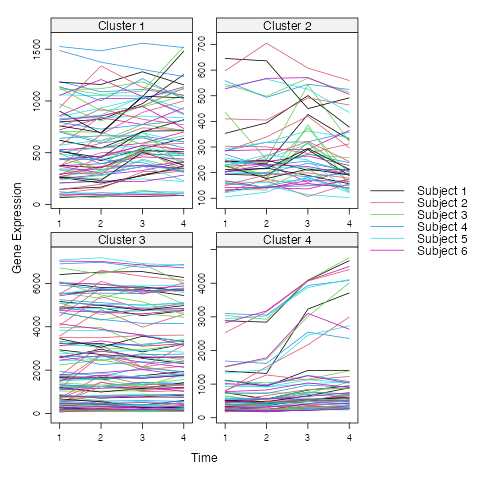 Cluster 1
Cluster 2
0
500
1000
1500
100
200
300
400
500
600
700
1 2 3 4
1 2 3 4
Cluster 3
Cluster 4
0
2000
4000
6000
0
1000
2000
3000
4000
1 2 3 4
1 2 3 4
Gene Expression
Time
Subject 1
Subject 2
Subject 3
Subject 4
Subject 5
Subject 6